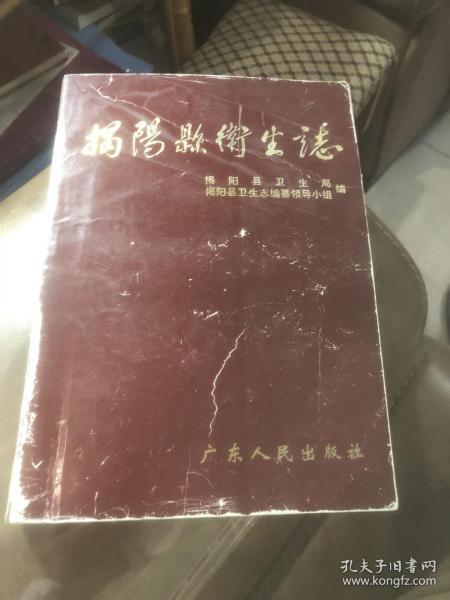 揭陽縣衛生誌
揭阳县卫生局
揭阳县卫生志编纂领导小组
编
广东人民出版社
孔夫子旧书网
www.kongfz.com